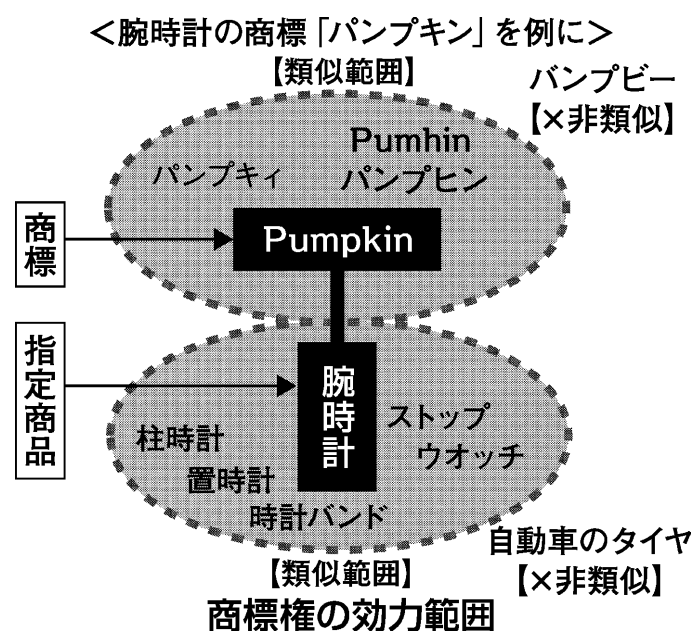 ＜腕時計の商標「パンプキン」を例に＞
【類似範囲】
バンプビー
【×非類似】
Pumhin
パンプキィ
パンプヒン
商標
Pumpkin
指定商品
腕時計
ストップ
ウオッチ
柱時計
置時計
時計バンド
自動車のタイヤ
【×非類似】
【類似範囲】
商標権の効力範囲